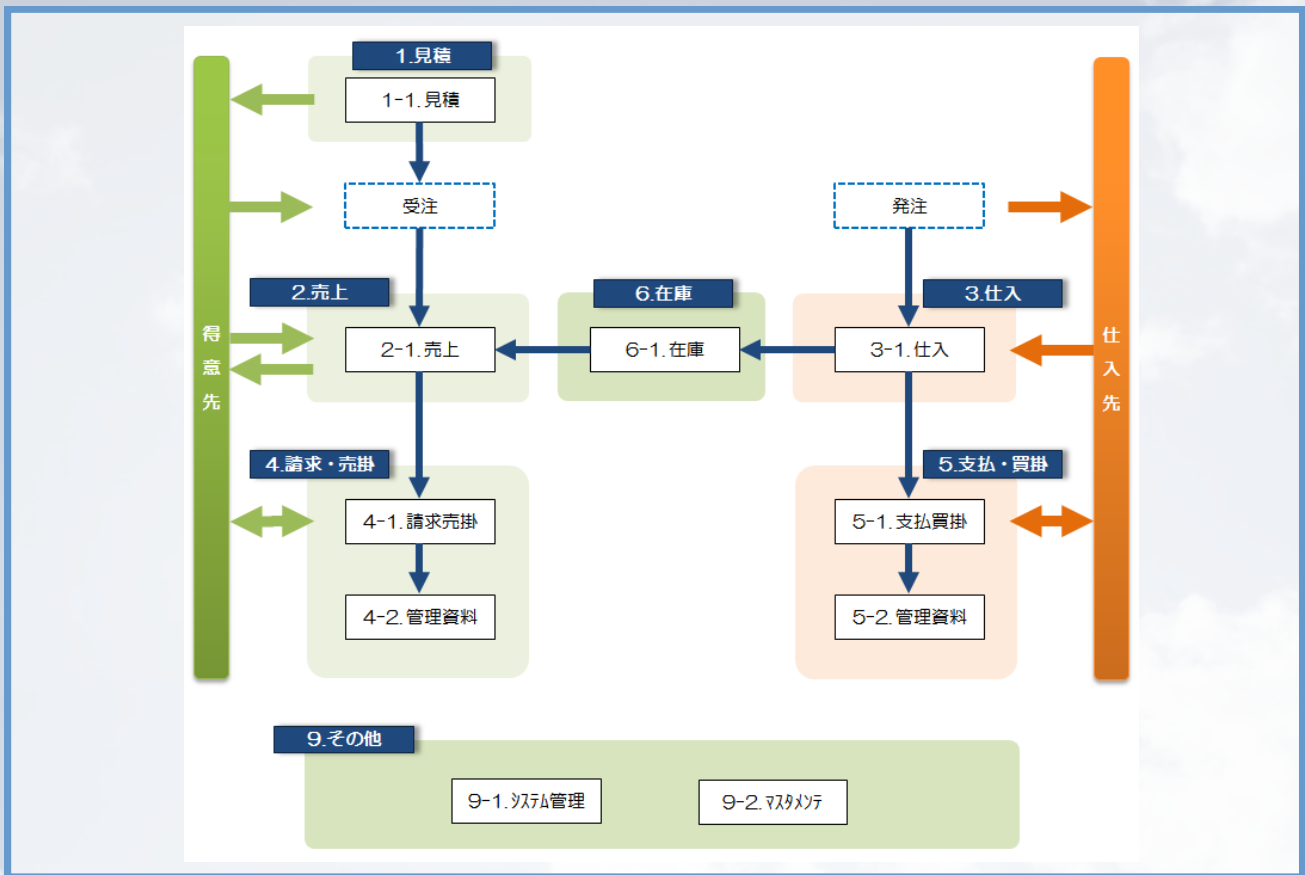 1.見積
1-1.見積
受注
発注
2.売上
6.在庫
3.仕入
得意先
2-1.売上
6-1.在庫
3-1.仕入
仕入先
4.請求・売掛
5.支払・買掛
4-1.請求売掛
5-1.支払買掛
4-2.管理資料
5-2.管理資料
9.その他
9-1.ｼｽﾃﾑ管理
9-2.ﾏｽﾀﾒﾝﾃ